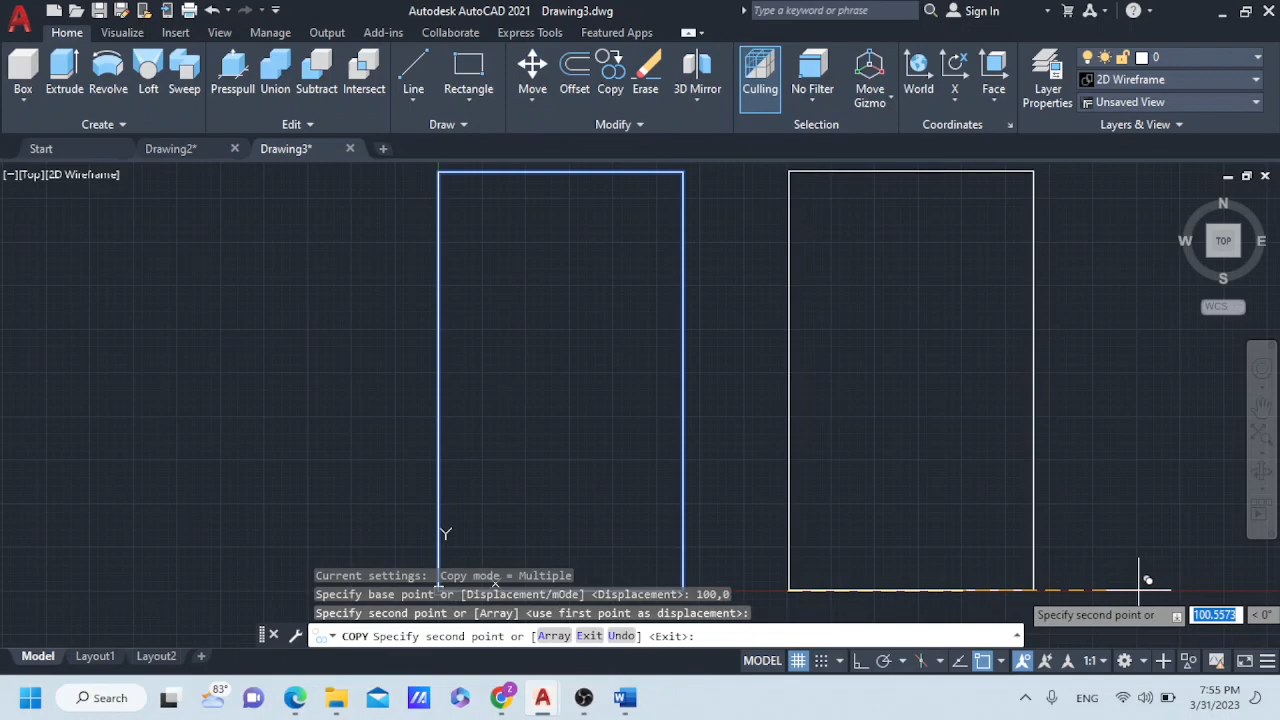 Autodesk AutoCAD 2021 Drawing3.dwg Type a keyword or phrase Sign In
Home Visualize Insert View Manage Output Add-ins Collaborate Express Tools Featured Apps
Box Extrude Revolve Loft Sweep Presspull Union Subtract Intersect Line Rectangle Move Offset Copy Erase 3D Mirror Culling No Filter Move Gizmo World X Face Layer Properties 0
2D Wireframe
Unsaved View
Create Edit Draw Modify Selection Coordinates Layers & View
Start Drawing2* Drawing3*
[−][Top][2D Wireframe]
N
W TOP E
S
WCS
Y
X
Current settings: Copy mode = Multiple
Specify base point or [Displacement/mOde] <Displacement>: 100,0
Specify second point or [Array] <use first point as displacement>:
Specify second point or 100.5573 < 0°
COPY Specify second point or [Array Exit Undo] <Exit>:
Model Layout1 Layout2 MODEL 1:1
Search 83° ENG 7:55 PM
3/31/2023